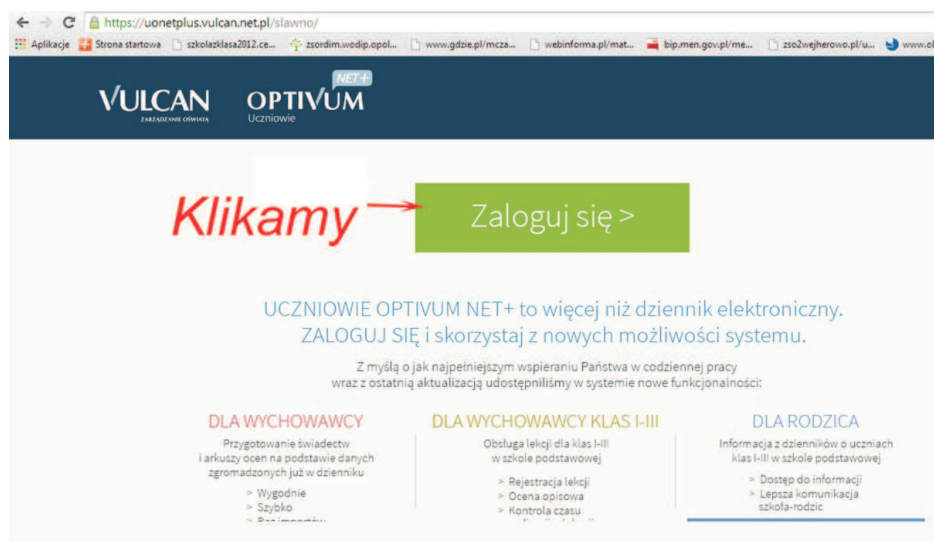 https://uonetplus.vulcan.net.pl/slawno/
Aplikacje Strona startowa szkolazklasa2012.ce... zsordim.wodip.opol... www.gdzie.pl/mcza... webinforma.pl/mat... bip.men.gov.pl/me... zso2wejherowo.pl/u... www.ok
VULCAN
ZARZĄDZANIE OŚWIATĄ
NET+
OPTIVUM
Uczniowie
Klikamy
Zaloguj się >
UCZNIOWIE OPTIVUM NET+ to więcej niż dziennik elektroniczny.
ZALOGUJ SIĘ i skorzystaj z nowych możliwości systemu.
Z myślą o jak najpełniejszym wspieraniu Państwa w codziennej pracy
wraz z ostatnią aktualizacją udostępniliśmy w systemie nowe funkcjonalności:
DLA WYCHOWAWCY
Przygotowanie świadectw
i arkuszy ocen na podstawie danych
zgromadzonych już w dzienniku
> Wygodnie
> Szybko
DLA WYCHOWAWCY KLAS I-III
Obsługa lekcji dla klas I-III
w szkole podstawowej
> Rejestracja lekcji
> Ocena opisowa
> Kontrola czasu
DLA RODZICA
Informacja z dzienników o uczniach
klas I-III w szkole podstawowej
> Dostęp do informacji
> Lepsza komunikacja
szkoła-rodzic